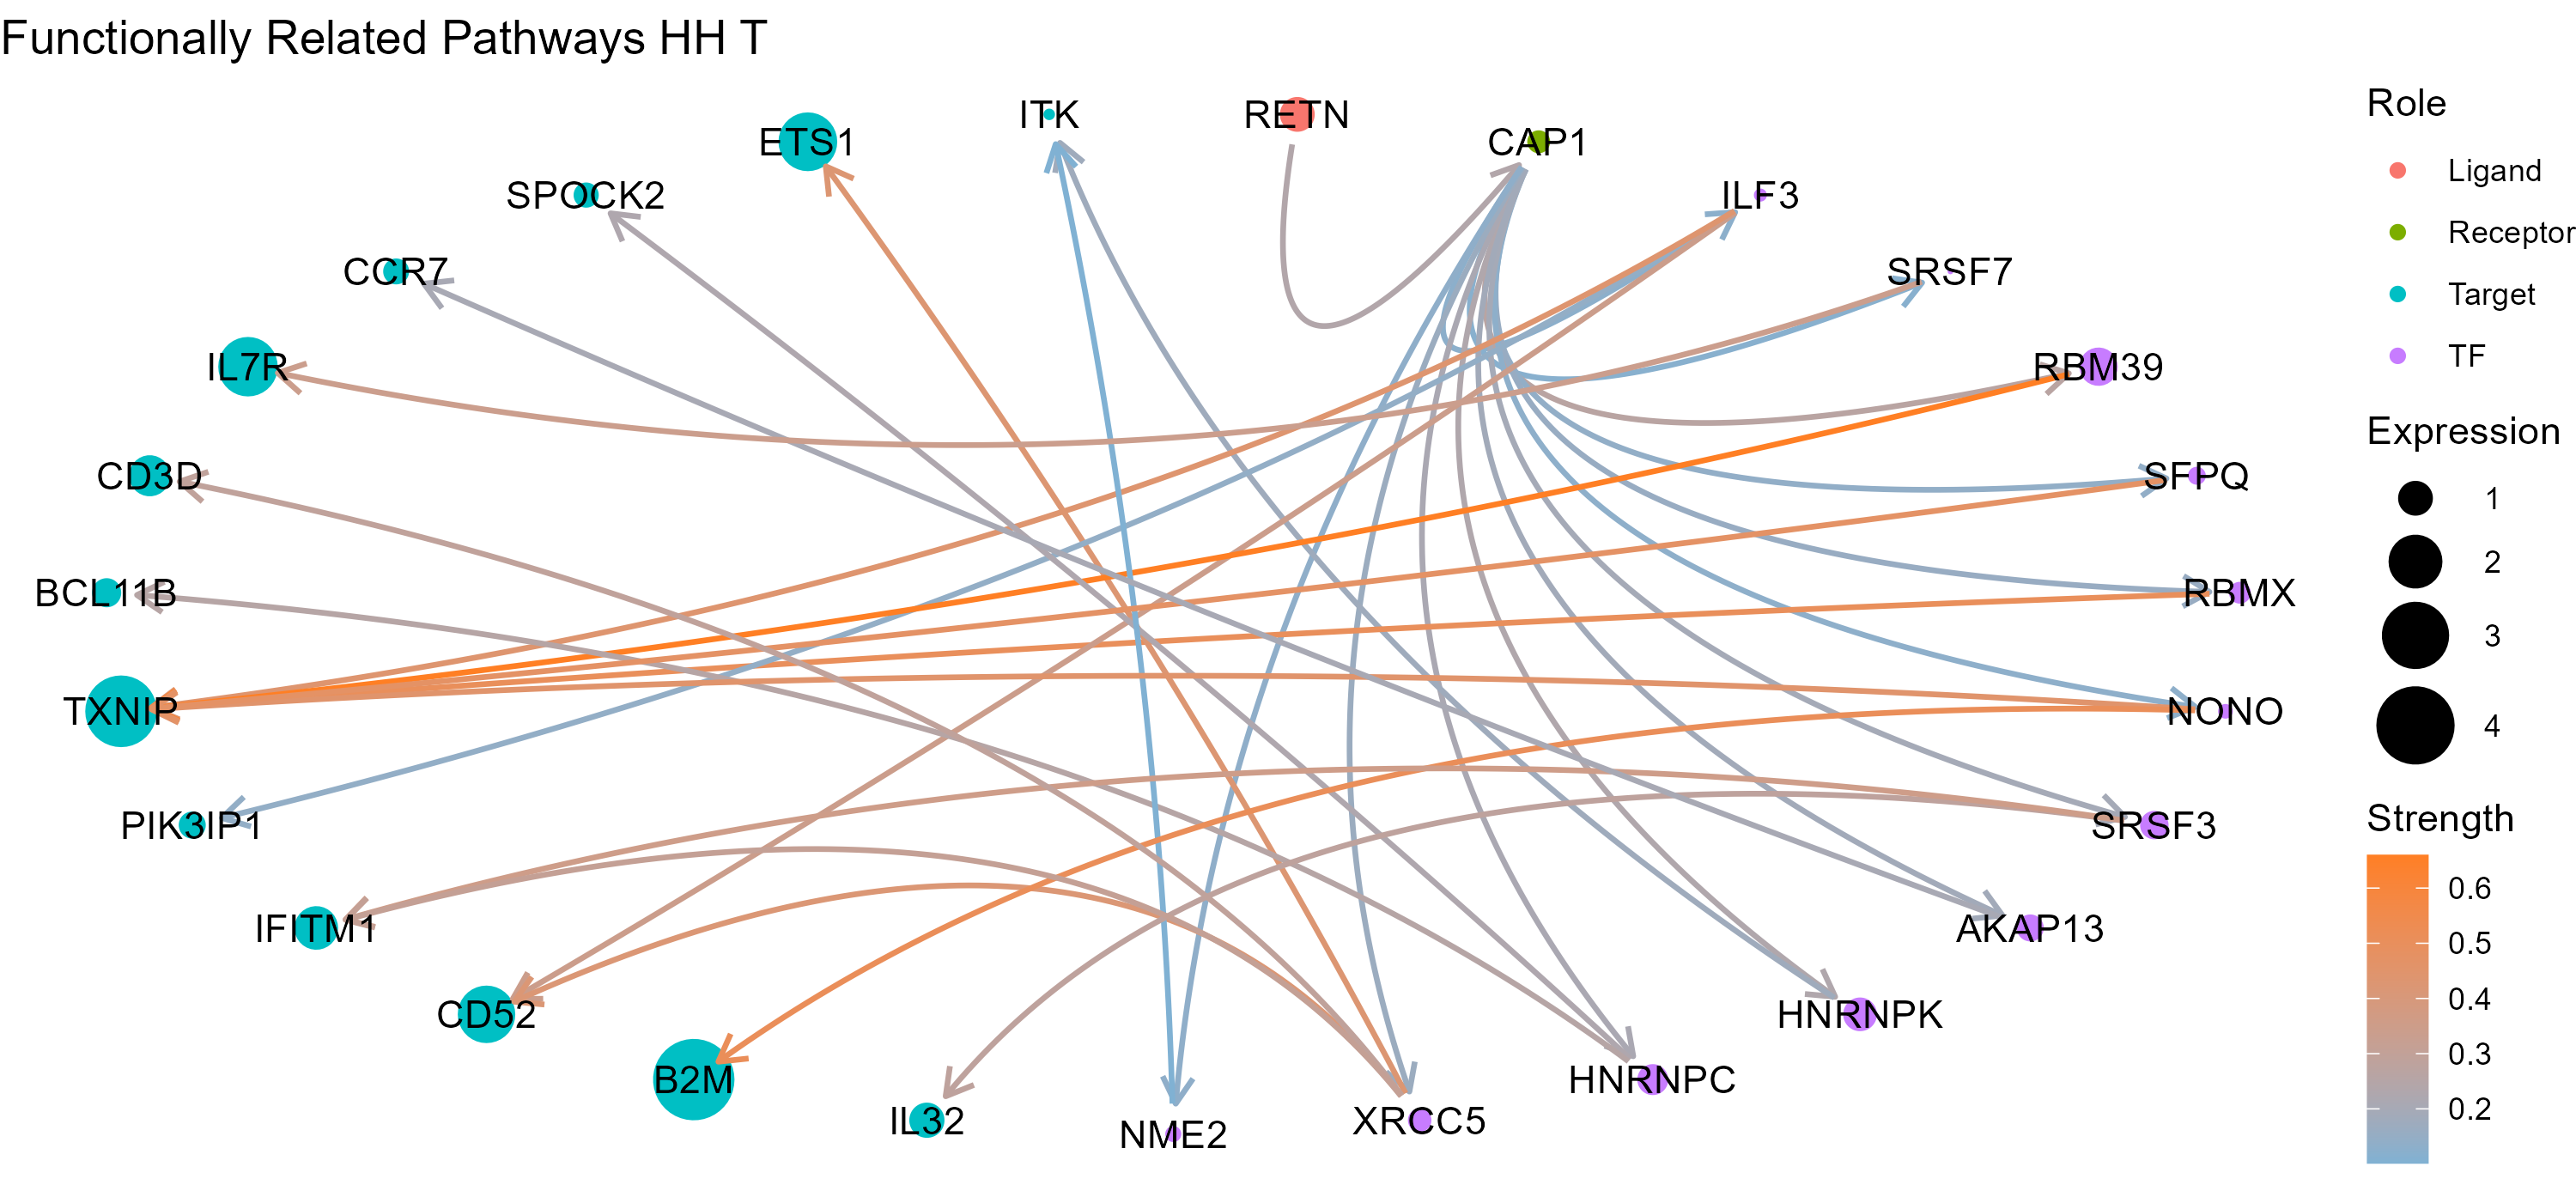 Functionally Related Pathways HH T
ITK
RETN
ETS1
CAP1
SPOCK2
ILF3
CCR7
SRSF7
IL7R
RBM39
CD3D
SFPQ
BCL11B
RBMX
TXNIP
NONO
PIK3IP1
SRSF3
IFITM1
AKAP13
CD52
HNRNPK
B2M
HNRNPC
IL32
XRCC5
NME2
Role
Ligand
Receptor
Target
TF
Expression
1
2
3
4
Strength
0.6
0.5
0.4
0.3
0.2